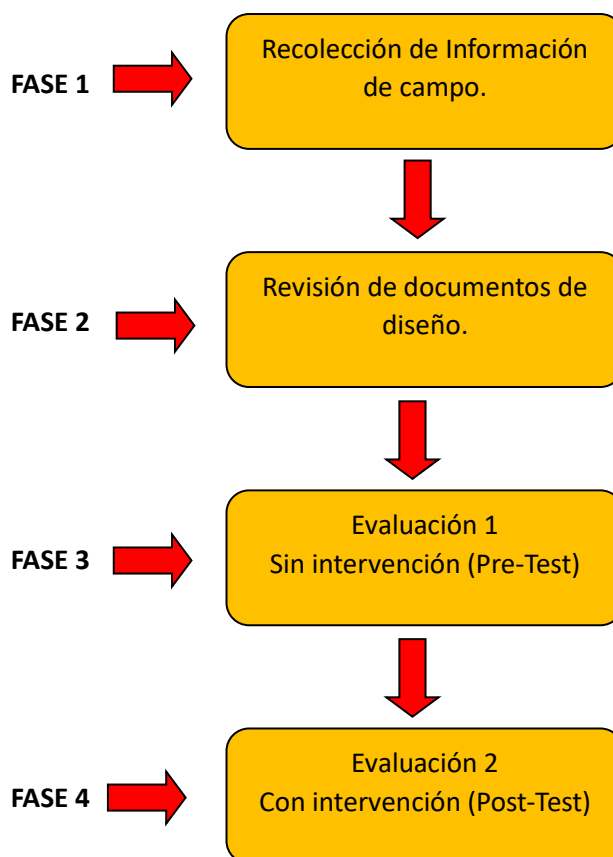 FASE 1
Recolección de Información
de campo.
FASE 2
Revisión de documentos de
diseño.
FASE 3
Evaluación 1
Sin intervención (Pre-Test)
FASE 4
Evaluación 2
Con intervención (Post-Test)